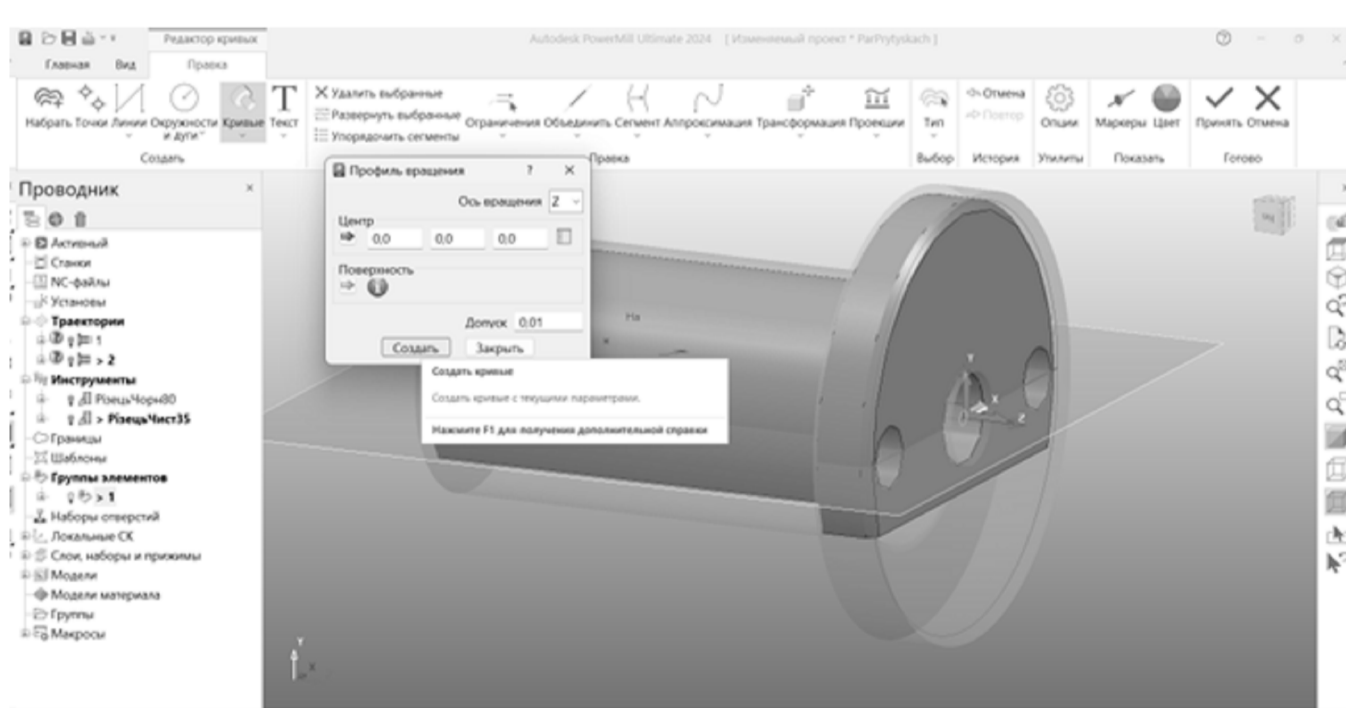 Редактор кривых
Autodesk PowerMill Ultimate 2024 [ Изменяемый проект * ParPrytyskach ]
Главная Вид Правка
Набрать Точки Линии Окружности и дуги Кривые Текст
Создать
Удалить выбранные
Развернуть выбранные
Упорядочить сегменты
Ограничения Объединить Сегмент Аппроксимация Трансформация Проекции
Правка
Тип
Выбор
Отмена
Повтор
История
Опции
Утилиты
Маркеры Цвет
Показать
Принять Отмена
Готово
Проводник
Активный
Станки
NC-файлы
Установы
Траектории
1
> 2
Инструменты
РізецьЧорн80
> РізецьЧист35
Границы
Шаблоны
Группы элементов
> 1
Наборы отверстий
Локальные СК
Слои, наборы и прижимы
Модели
Модели материала
Группы
Макросы
Профиль вращения ? ×
Ось вращения Z
Центр
0,0 0,0 0,0
Поверхность
Допуск 0,01
Создать Закрыть
Создать кривые
Создать кривые с текущими параметрами.
Нажмите F1 для получения дополнительной справки
На
Y
X
Z
Y
X